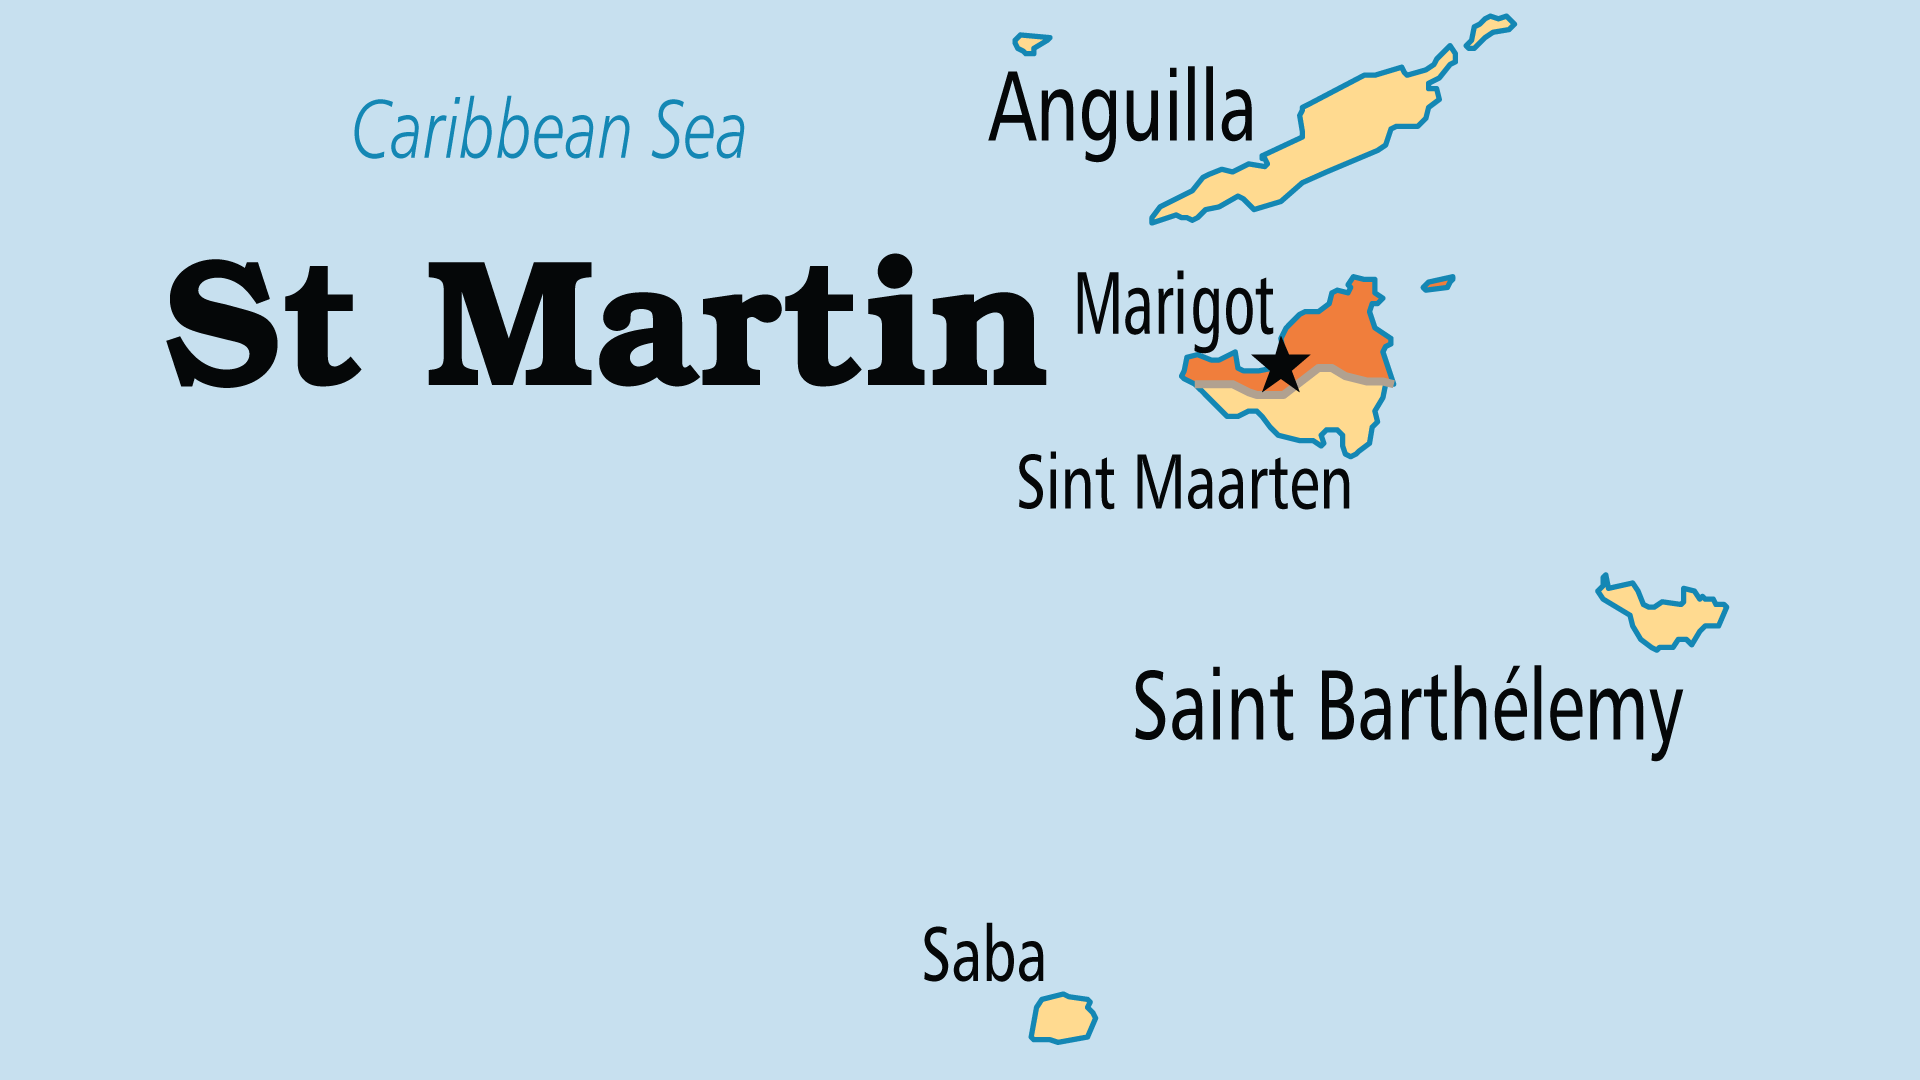 Anguilla
Caribbean Sea
St Martin
Marigot
Sint Maarten
Saint Barthélemy
Saba